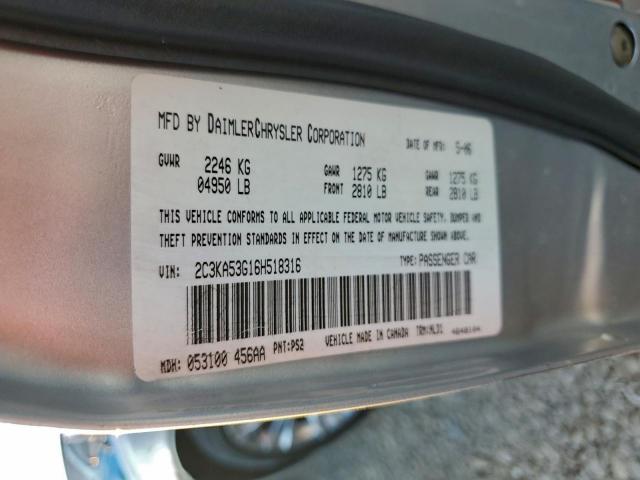 MFD BY DAIMLERCHRYSLER CORPORATION DATE OF MFR: 5-06
GVWR 2246 KG 04950 LB
GAWR FRONT 1275 KG 2810 LB
GAWR REAR 1275 KG 2810 LB
THIS VEHICLE CONFORMS TO ALL APPLICABLE FEDERAL MOTOR VEHICLE SAFETY, BUMPER AND
THEFT PREVENTION STANDARDS IN EFFECT ON THE DATE OF MANUFACTURE SHOWN ABOVE.
VIN: 2C3KA53G16H518316 TYPE: PASSENGER CAR
MDH: 053100 456AA PNT: PS2 VEHICLE MADE IN CANADA TRM: MLD1